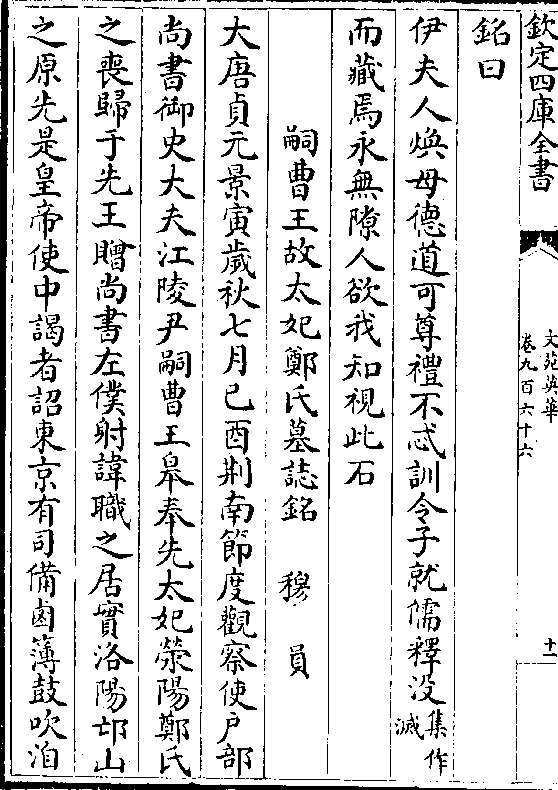 欽定四庫全書
文苑英華
卷九百六十六
十一
銘曰
伊夫人煥母德道可尊禮不忒訓令子就儒釋没集作滅
而藏焉永無隙人欲我知視此石
嗣曹王故太妃鄭氏墓誌銘 穆員
大唐貞元景寅歲秋七月己酉荆南節度觀察使户部
尚書御史大夫江陵尹嗣曹王皋奉先太妃滎陽鄭氏
之喪歸于先王贈尚書左僕射諱職之居實洛陽邙山
之原先是皇帝使中謁者詔東京有司備鹵簿鼓吹洎